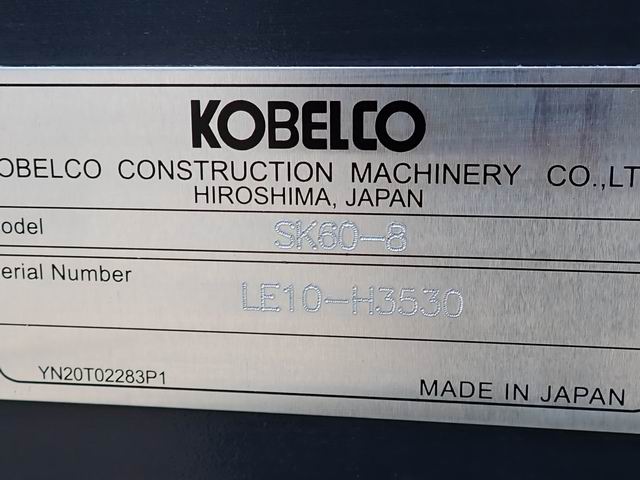 KOBELCO
OBELCO CONSTRUCTION MACHINERY CO.,LT
HIROSHIMA, JAPAN
odel SK60-8
erial Number LE10-H3530
YN20T02283P1
MADE IN JAPAN